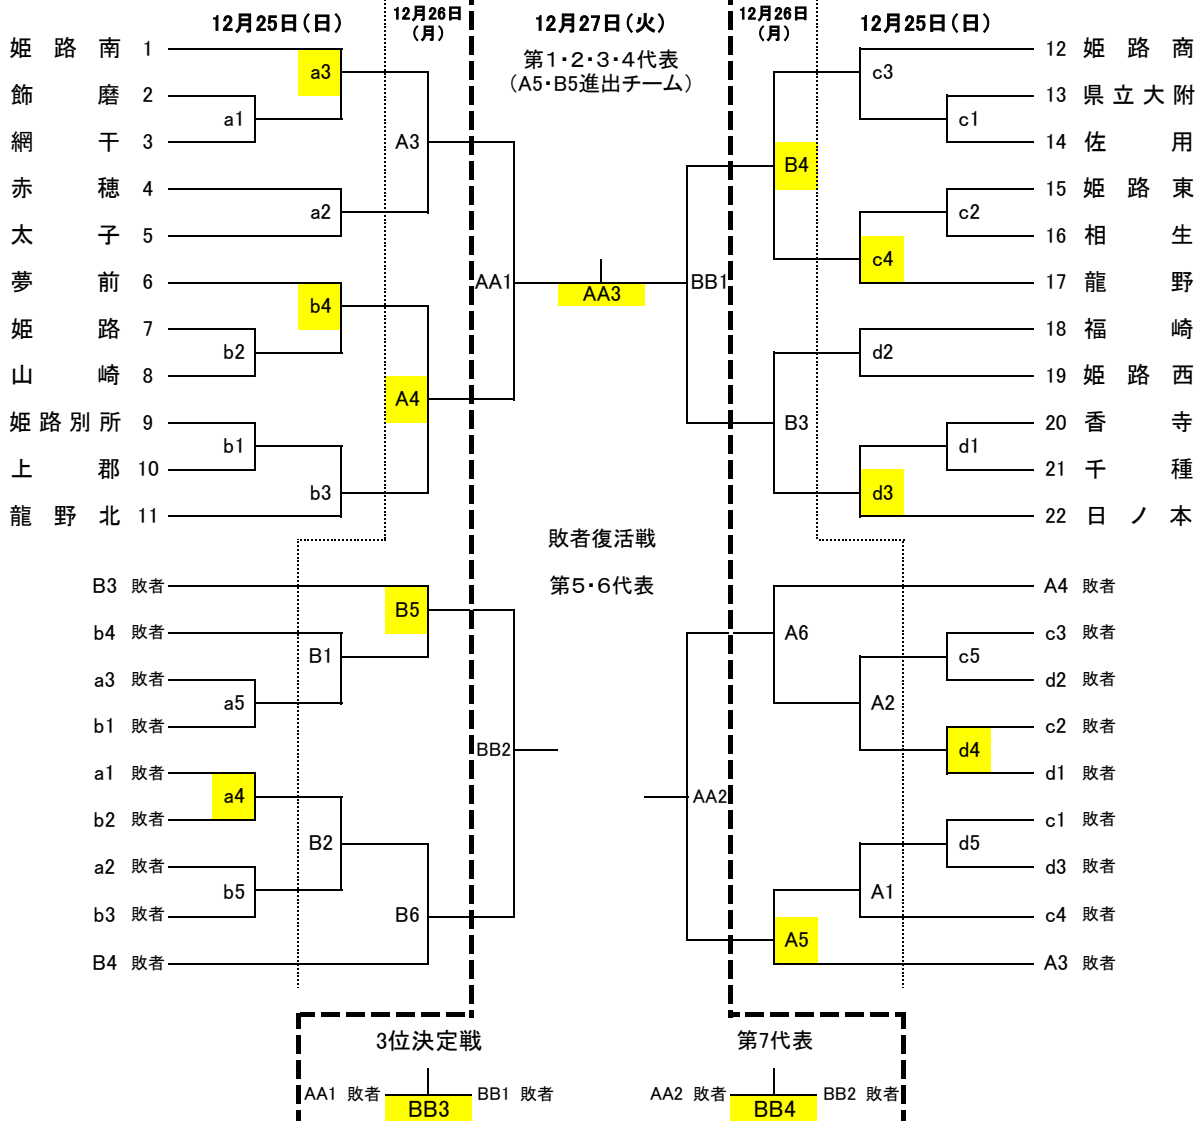 12月25日(日) 12月26日(月) 12月27日(火) 12月26日(月) 12月25日(日)
第1・2・3・4代表
(A5・B5進出チーム)
姫路南 1
飾磨 2
網干 3
赤穂 4
太子 5
夢前 6
姫路 7
山崎 8
姫路別所 9
上郡 10
龍野北 11
a3
a1
a2
b4
b2
b1
b3
A3
A4
AA1
AA3
BB1
B4
B3
c3
c1
c2
c4
d2
d1
d3
12 姫路商
13 県立大附
14 佐用
15 姫路東
16 相生
17 龍野
18 福崎
19 姫路西
20 香寺
21 千種
22 日ノ本
敗者復活戦
第5・6代表
B3 敗者
b4 敗者
a3 敗者
b1 敗者
a1 敗者
b2 敗者
a2 敗者
b3 敗者
B4 敗者
B5
B1
a5
a4
B2
b5
B6
BB2
AA2
A6
c5
A2
d4
d5
A1
A5
A4 敗者
c3 敗者
d2 敗者
c2 敗者
d1 敗者
c1 敗者
d3 敗者
c4 敗者
A3 敗者
3位決定戦
AA1 敗者 BB1 敗者
BB3
第7代表
AA2 敗者 BB2 敗者
BB4